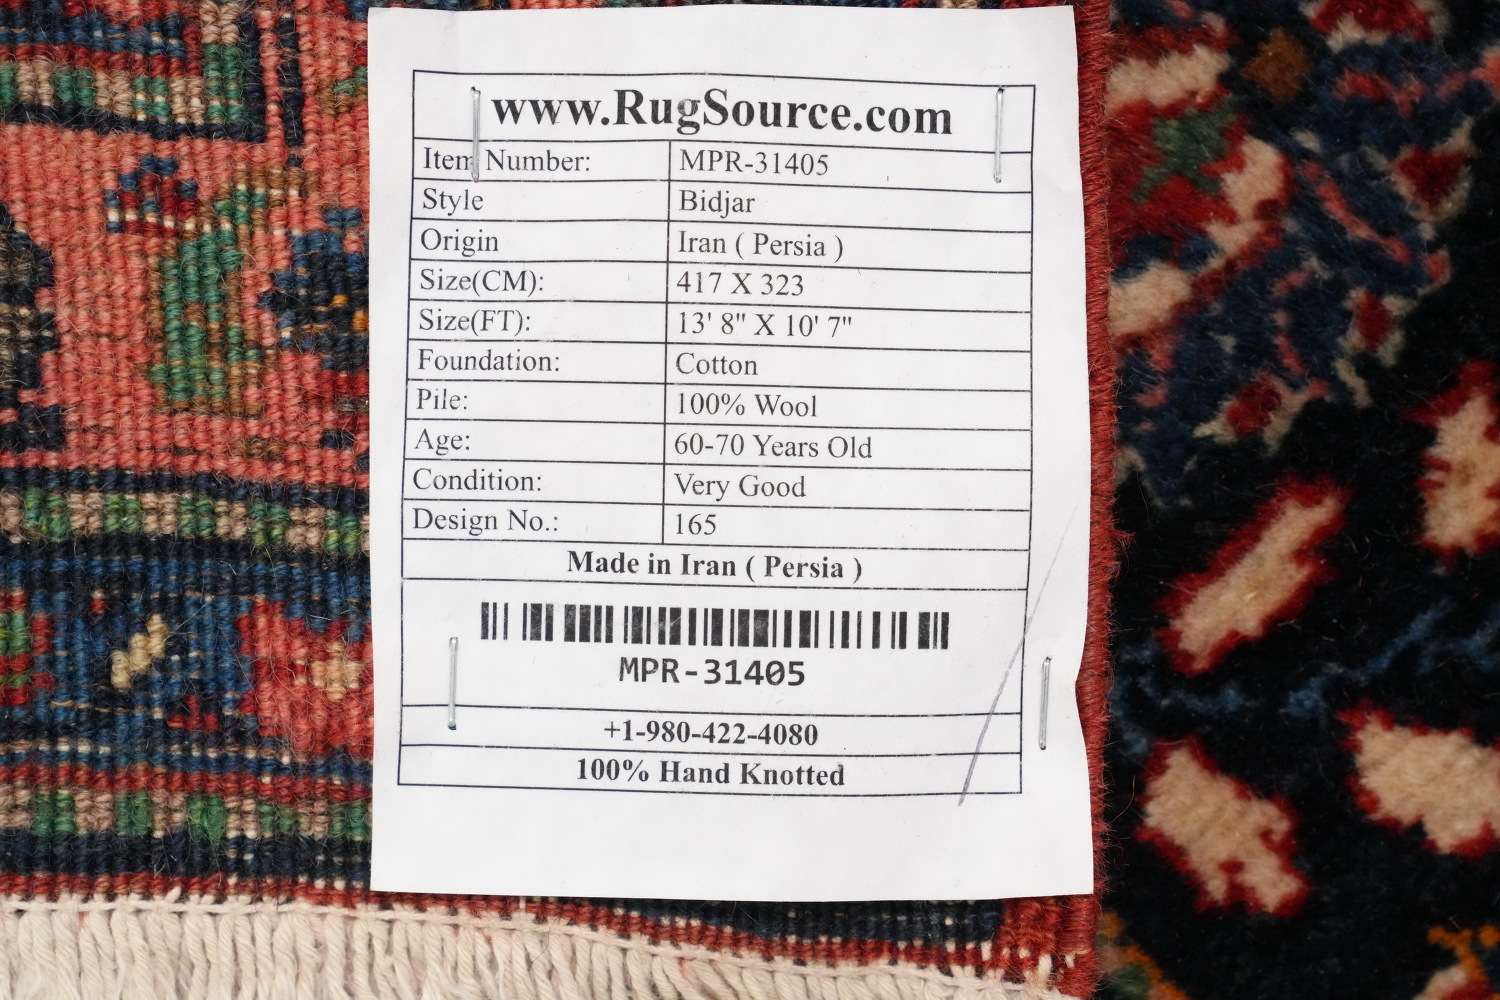 www.RugSource.com
Item Number: MPR-31405
Style Bidjar
Origin Iran ( Persia )
Size(CM): 417 X 323
Size(FT): 13' 8" X 10' 7"
Foundation: Cotton
Pile: 100% Wool
Age: 60-70 Years Old
Condition: Very Good
Design No.: 165
Made in Iran ( Persia )
MPR-31405
+1-980-422-4080
100% Hand Knotted